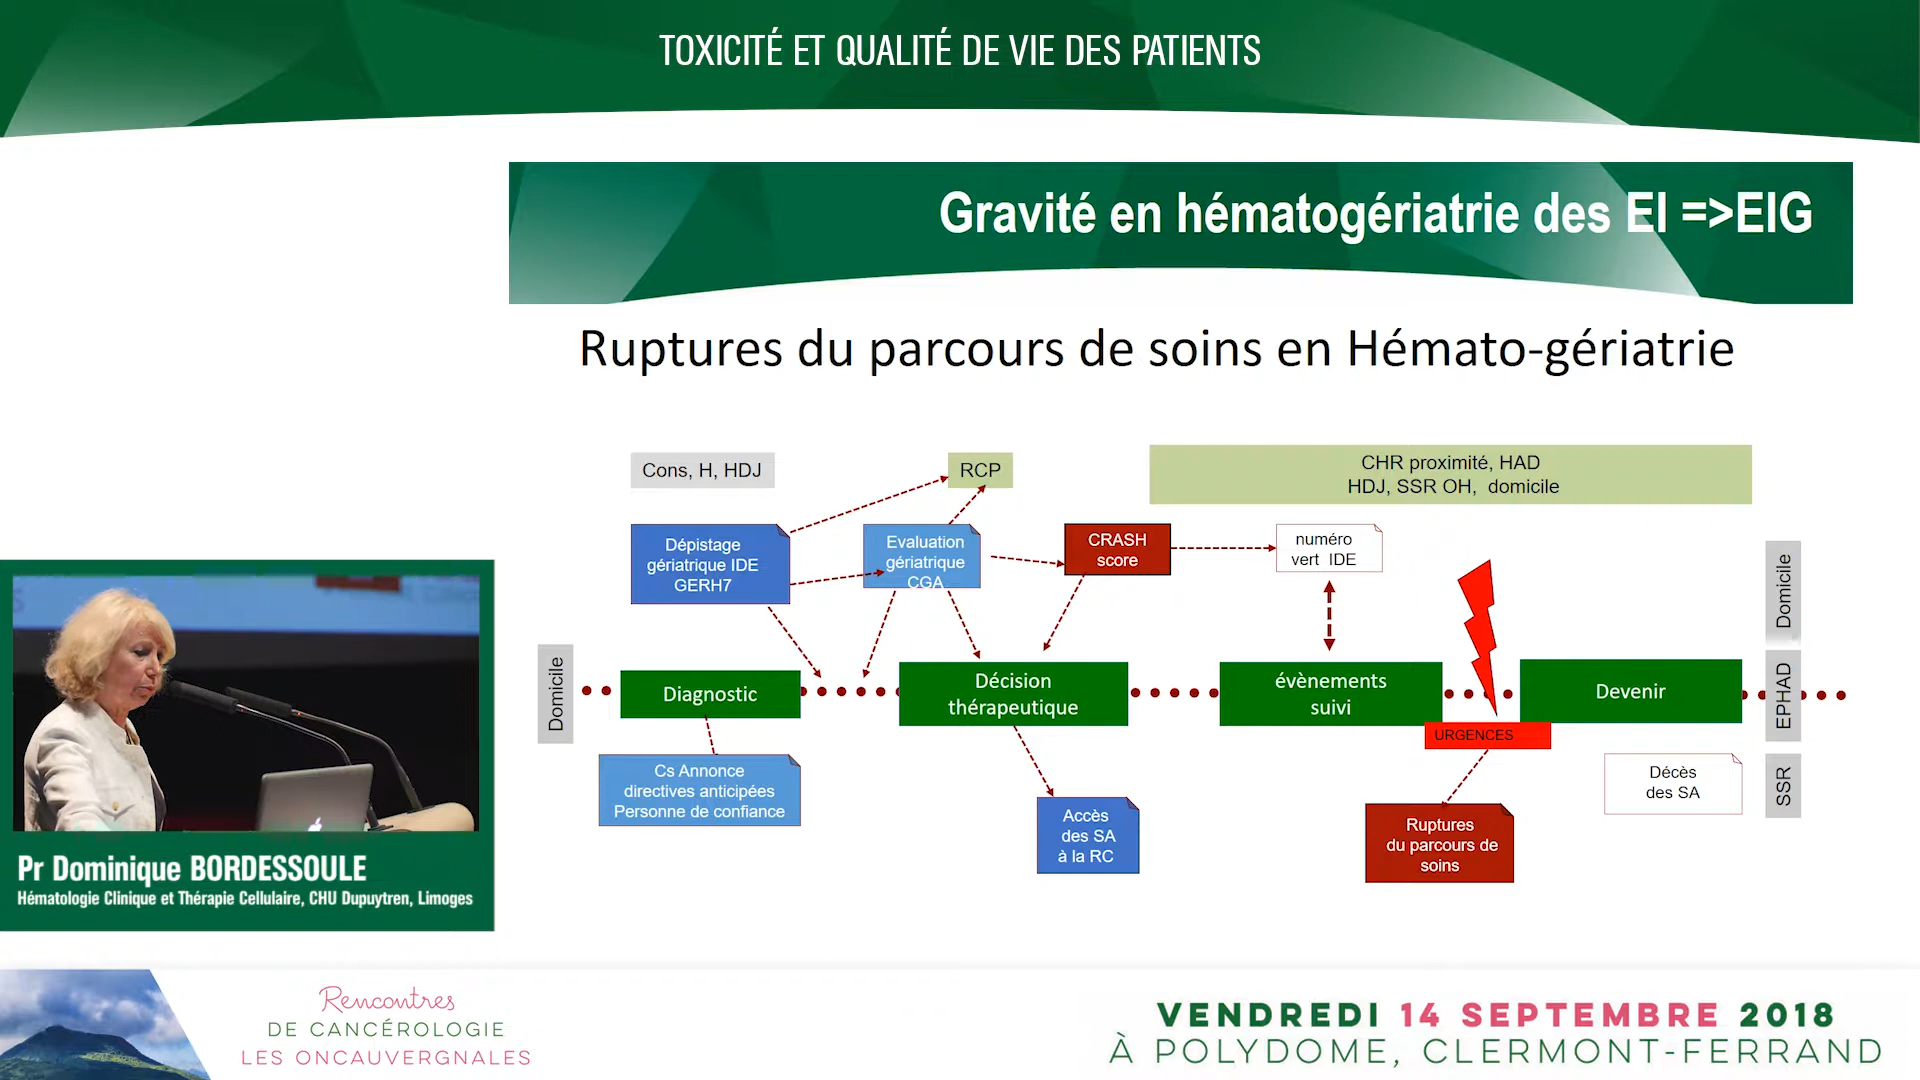 TOXICITÉ ET QUALITÉ DE VIE DES PATIENTS
Gravité en hématogériatrie des EI =>EIG
Ruptures du parcours de soins en Hémato-gériatrie
Cons, H, HDJ
RCP
CHR proximité, HAD
HDJ, SSR OH, domicile
Dépistage
gériatrique IDE
GERH7
Evaluation
gériatrique
CGA
CRASH
score
numéro
vert IDE
Domicile
Diagnostic
Décision
thérapeutique
évènements
suivi
Devenir
URGENCES
Domicile
EPHAD
SSR
Cs Annonce
directives anticipées
Personne de confiance
Accès
des SA
à la RC
Ruptures
du parcours de
soins
Décès
des SA
Pr Dominique BORDESSOULE
Hématologie Clinique et Thérapie Cellulaire, CHU Dupuytren, Limoges
Rencontres
DE CANCÉROLOGIE
LES ONCAUVERGNALES
VENDREDI 14 SEPTEMBRE 2018
À POLYDOME, CLERMONT-FERRAND